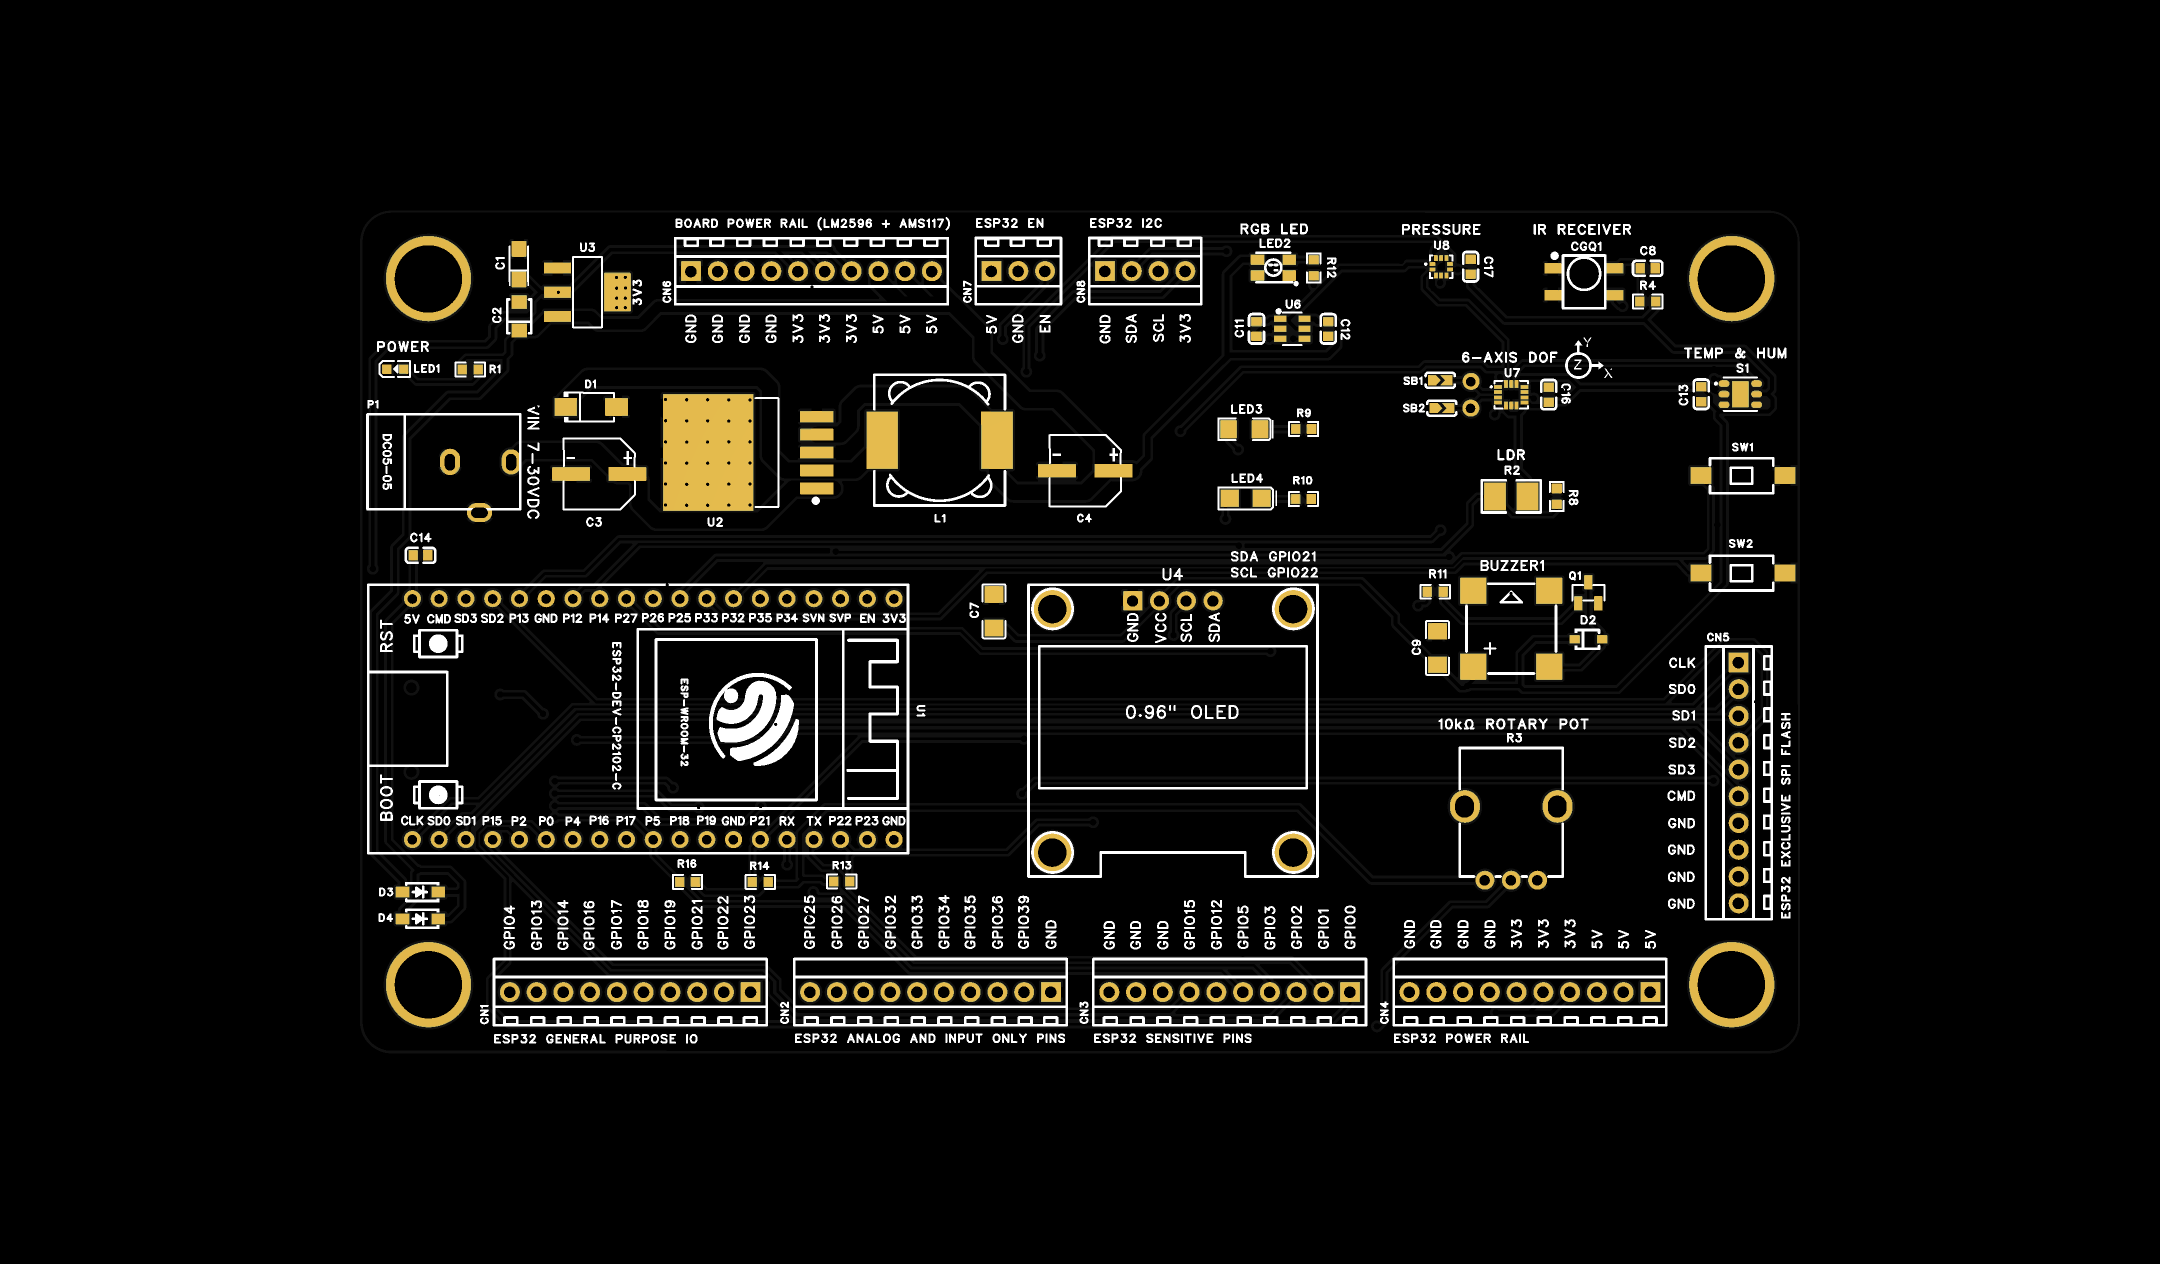 BOARD POWER RAIL (LM2596 + AMS117)
ESP32 EN
ESP32 I2C
RGB LED
LED2
R12
PRESSURE
U8
C17
IR RECEIVER
CGQ1
C8
R4
C1
C2
U3
3V3
CN6
GND GND GND GND 3V3 3V3 3V3 5V 5V 5V
CN7
5V GND EN
CN8
GND SDA SCL 3V3
U6
C11
C12
POWER
LED1
R1
6-AXIS DOF
U7
SB1
SB2
C16
Y
Z
X
TEMP & HUM
S1
C13
P1
DC05-05
VIN 7-30VDC
D1
- +
C3
U2
L1
- +
C4
LED3
R9
LED4
R10
LDR
R2
R8
SW1
SW2
C14
SDA GPIO21
SCL GPIO22
U4
GND VCC SCL SDA
0.96" OLED
C7
R11
BUZZER1
+
C9
Q1
D2
5V CMD SD3 SD2 P13 GND P12 P14 P27 P26 P25 P33 P32 P35 P34 SVN SVP EN 3V3
RST
BOOT
ESP32-DEV-CP2102-C
ESP-WROOM-32
U1
CLK SD0 SD1 P15 P2 P0 P4 P16 P17 P5 P18 P19 GND P21 RX TX P22 P23 GND
CN5
CLK
SD0
SD1
SD2
SD3
CMD
GND
GND
GND
GND
ESP32 EXCLUSIVE SPI FLASH
10kΩ ROTARY POT
R3
R16
R14
R13
D3
D4
GPIO4 GPIO13 GPIO14 GPIO16 GPIO17 GPIO18 GPIO19 GPIO21 GPIO22 GPIO23
CN1
ESP32 GENERAL PURPOSE IO
GPIO25 GPIO26 GPIO27 GPIO32 GPIO33 GPIO34 GPIO35 GPIO36 GPIO39 GND
CN2
ESP32 ANALOG AND INPUT ONLY PINS
GND GND GND GPIO15 GPIO12 GPIO5 GPIO3 GPIO2 GPIO1 GPIO0
CN3
ESP32 SENSITIVE PINS
GND GND GND GND 3V3 3V3 3V3 5V 5V 5V
CN4
ESP32 POWER RAIL